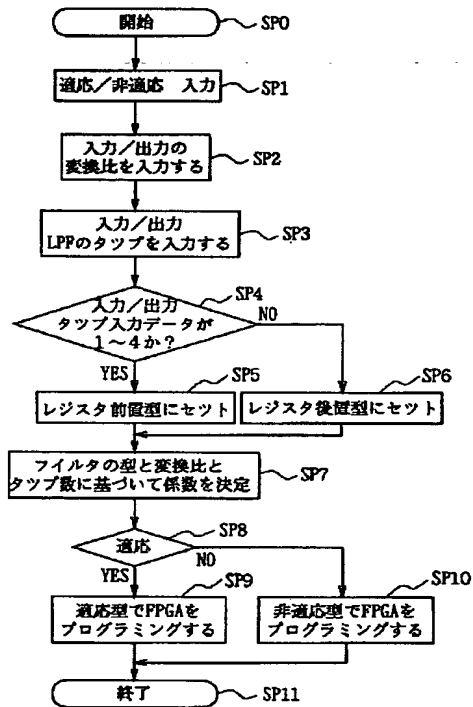 開始
SP0
適応／非適応 入力
SP1
入力／出力の
変換比を入力する
SP2
入力／出力
LPFのタツプを入力する
SP3
入力／出力
タツプ入力データが
1～4か？
SP4
NO
YES
SP5
レジスタ前置型にセツト
SP6
レジスタ後置型にセツト
フイルタの型と変換比と
タツプ数に基づいて係数を決定
SP7
適応
SP8
NO
YES
SP9
適応型でFPGAを
プログラミングする
SP10
非適応型でFPGAを
プログラミングする
終了
SP11